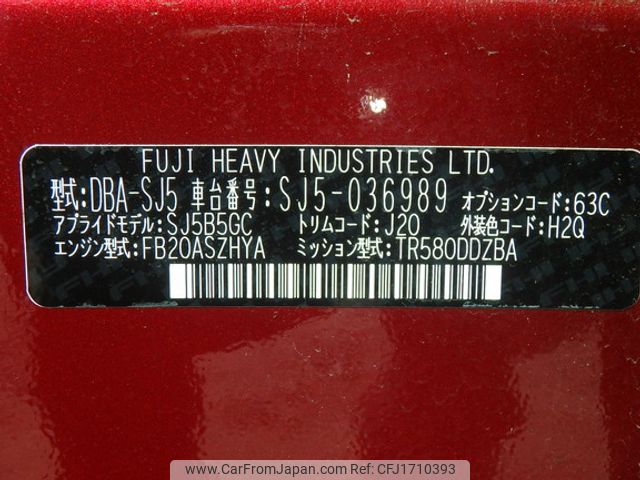 FUJI HEAVY INDUSTRIES LTD.
型式:DBA-SJ5 車台番号:SJ5-036989 オプションコード:63C
アプライドモデル:SJ5B5GC トリムコード:J20 外装色コード:H2Q
エンジン型式:FB20ASZHYA ミッション型式:TR580DDZBA
www.CarFromJapan.com - ID: CFJ1710393